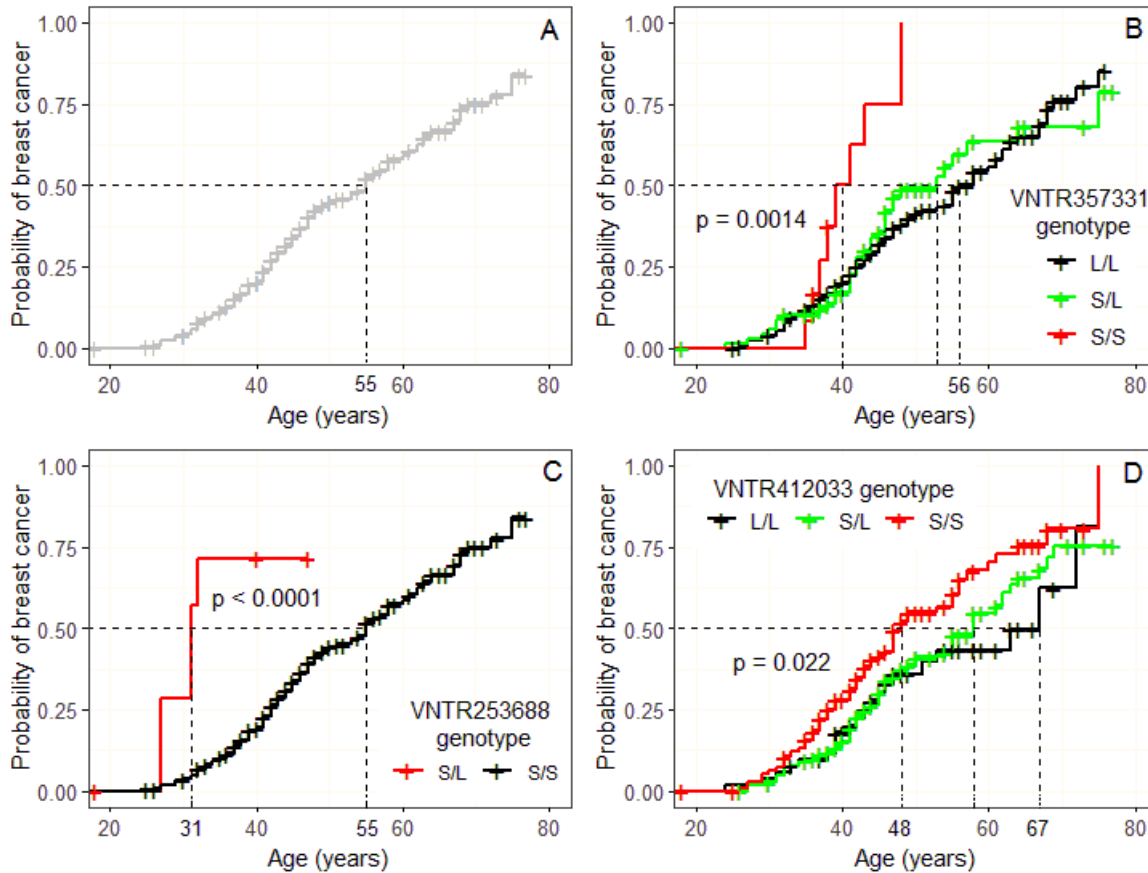 A
Probability of breast cancer
1.00
0.75
0.50
0.25
0.00
20
40
55
60
80
Age (years)
B
Probability of breast cancer
1.00
0.75
0.50
0.25
0.00
p = 0.0014
VNTR357331
genotype
L/L
S/L
S/S
20
40
56
60
80
Age (years)
C
Probability of breast cancer
1.00
0.75
0.50
0.25
0.00
p < 0.0001
VNTR253688
genotype
S/L S/S
20
31
40
55
60
80
Age (years)
D
Probability of breast cancer
1.00
0.75
0.50
0.25
0.00
VNTR412033 genotype
L/L S/L S/S
p = 0.022
20
40
48
60
67
80
Age (years)